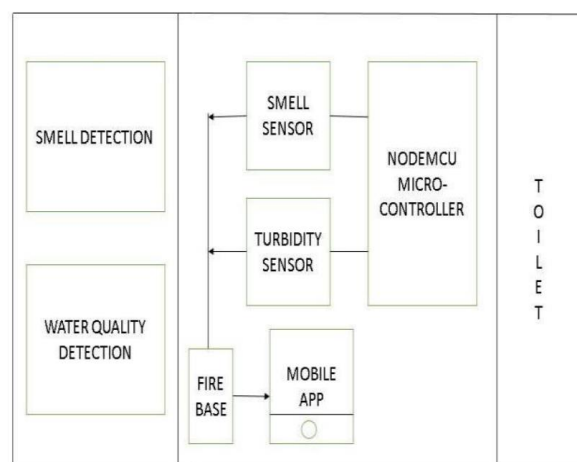 SMELL DETECTION
WATER QUALITY
DETECTION
SMELL
SENSOR
TURBIDITY
SENSOR
FIRE
BASE
MOBILE
APP
NODEMCU
MICRO-
CONTROLLER
T
O
I
L
E
T